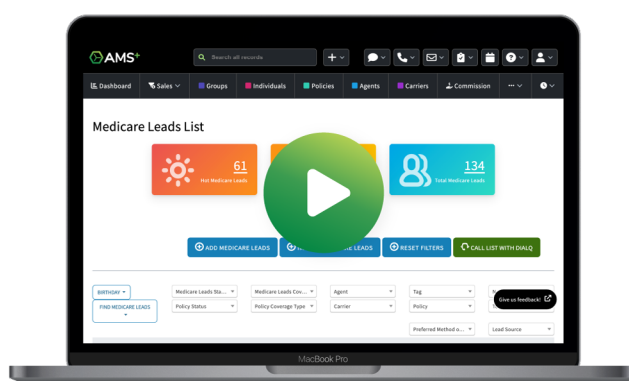 AMS+
Search all records
Dashboard Sales Groups Individuals Policies Agents Carriers Commission
Medicare Leads List
61
Hot Medicare Leads
134
Total Medicare Leads
ADD MEDICARE LEADS
LEADS
RESET FILTERS
CALL LIST WITH DIALQ
BIRTHDAY
Medicare Leads Sta... Medicare Leads Cov... Agent Tag
Give us feedback!
FIND MEDICARE LEADS
Policy Status Policy Coverage Type Carrier Policy
Preferred Method o... Lead Source
MacBook Pro